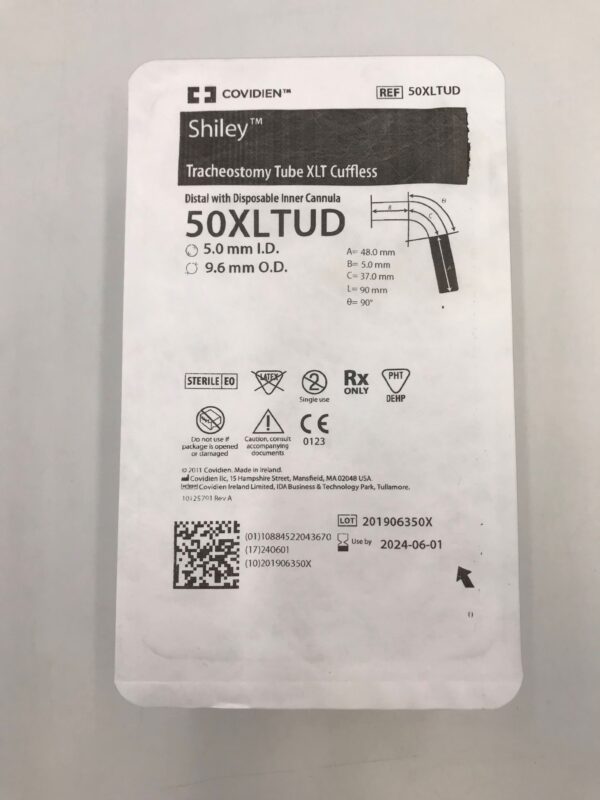 COVIDIEN™
REF 50XLTUD
Shiley™
Tracheostomy Tube XLT Cuffless
Distal with Disposable Inner Cannula
50XLTUD
5.0 mm I.D.
9.6 mm O.D.
θ
B
C
A
A= 48.0 mm
B= 5.0 mm
C= 37.0 mm
L= 90 mm
θ= 90°
STERILE EO
LATEX
2
Single use
Rx
ONLY
PHT
DEHP
Do not use if
package is opened
or damaged
Caution, consult
accompanying
documents
CE
0123
© 2011 Covidien. Made in Ireland.
Covidien llc, 15 Hampshire Street, Mansfield, MA 02048 USA.
Covidien Ireland Limited, IDA Business & Technology Park, Tullamore.
10125791 Rev A
(01)10884522043670
(17)240601
(10)201906350X
LOT 201906350X
Use by 2024-06-01